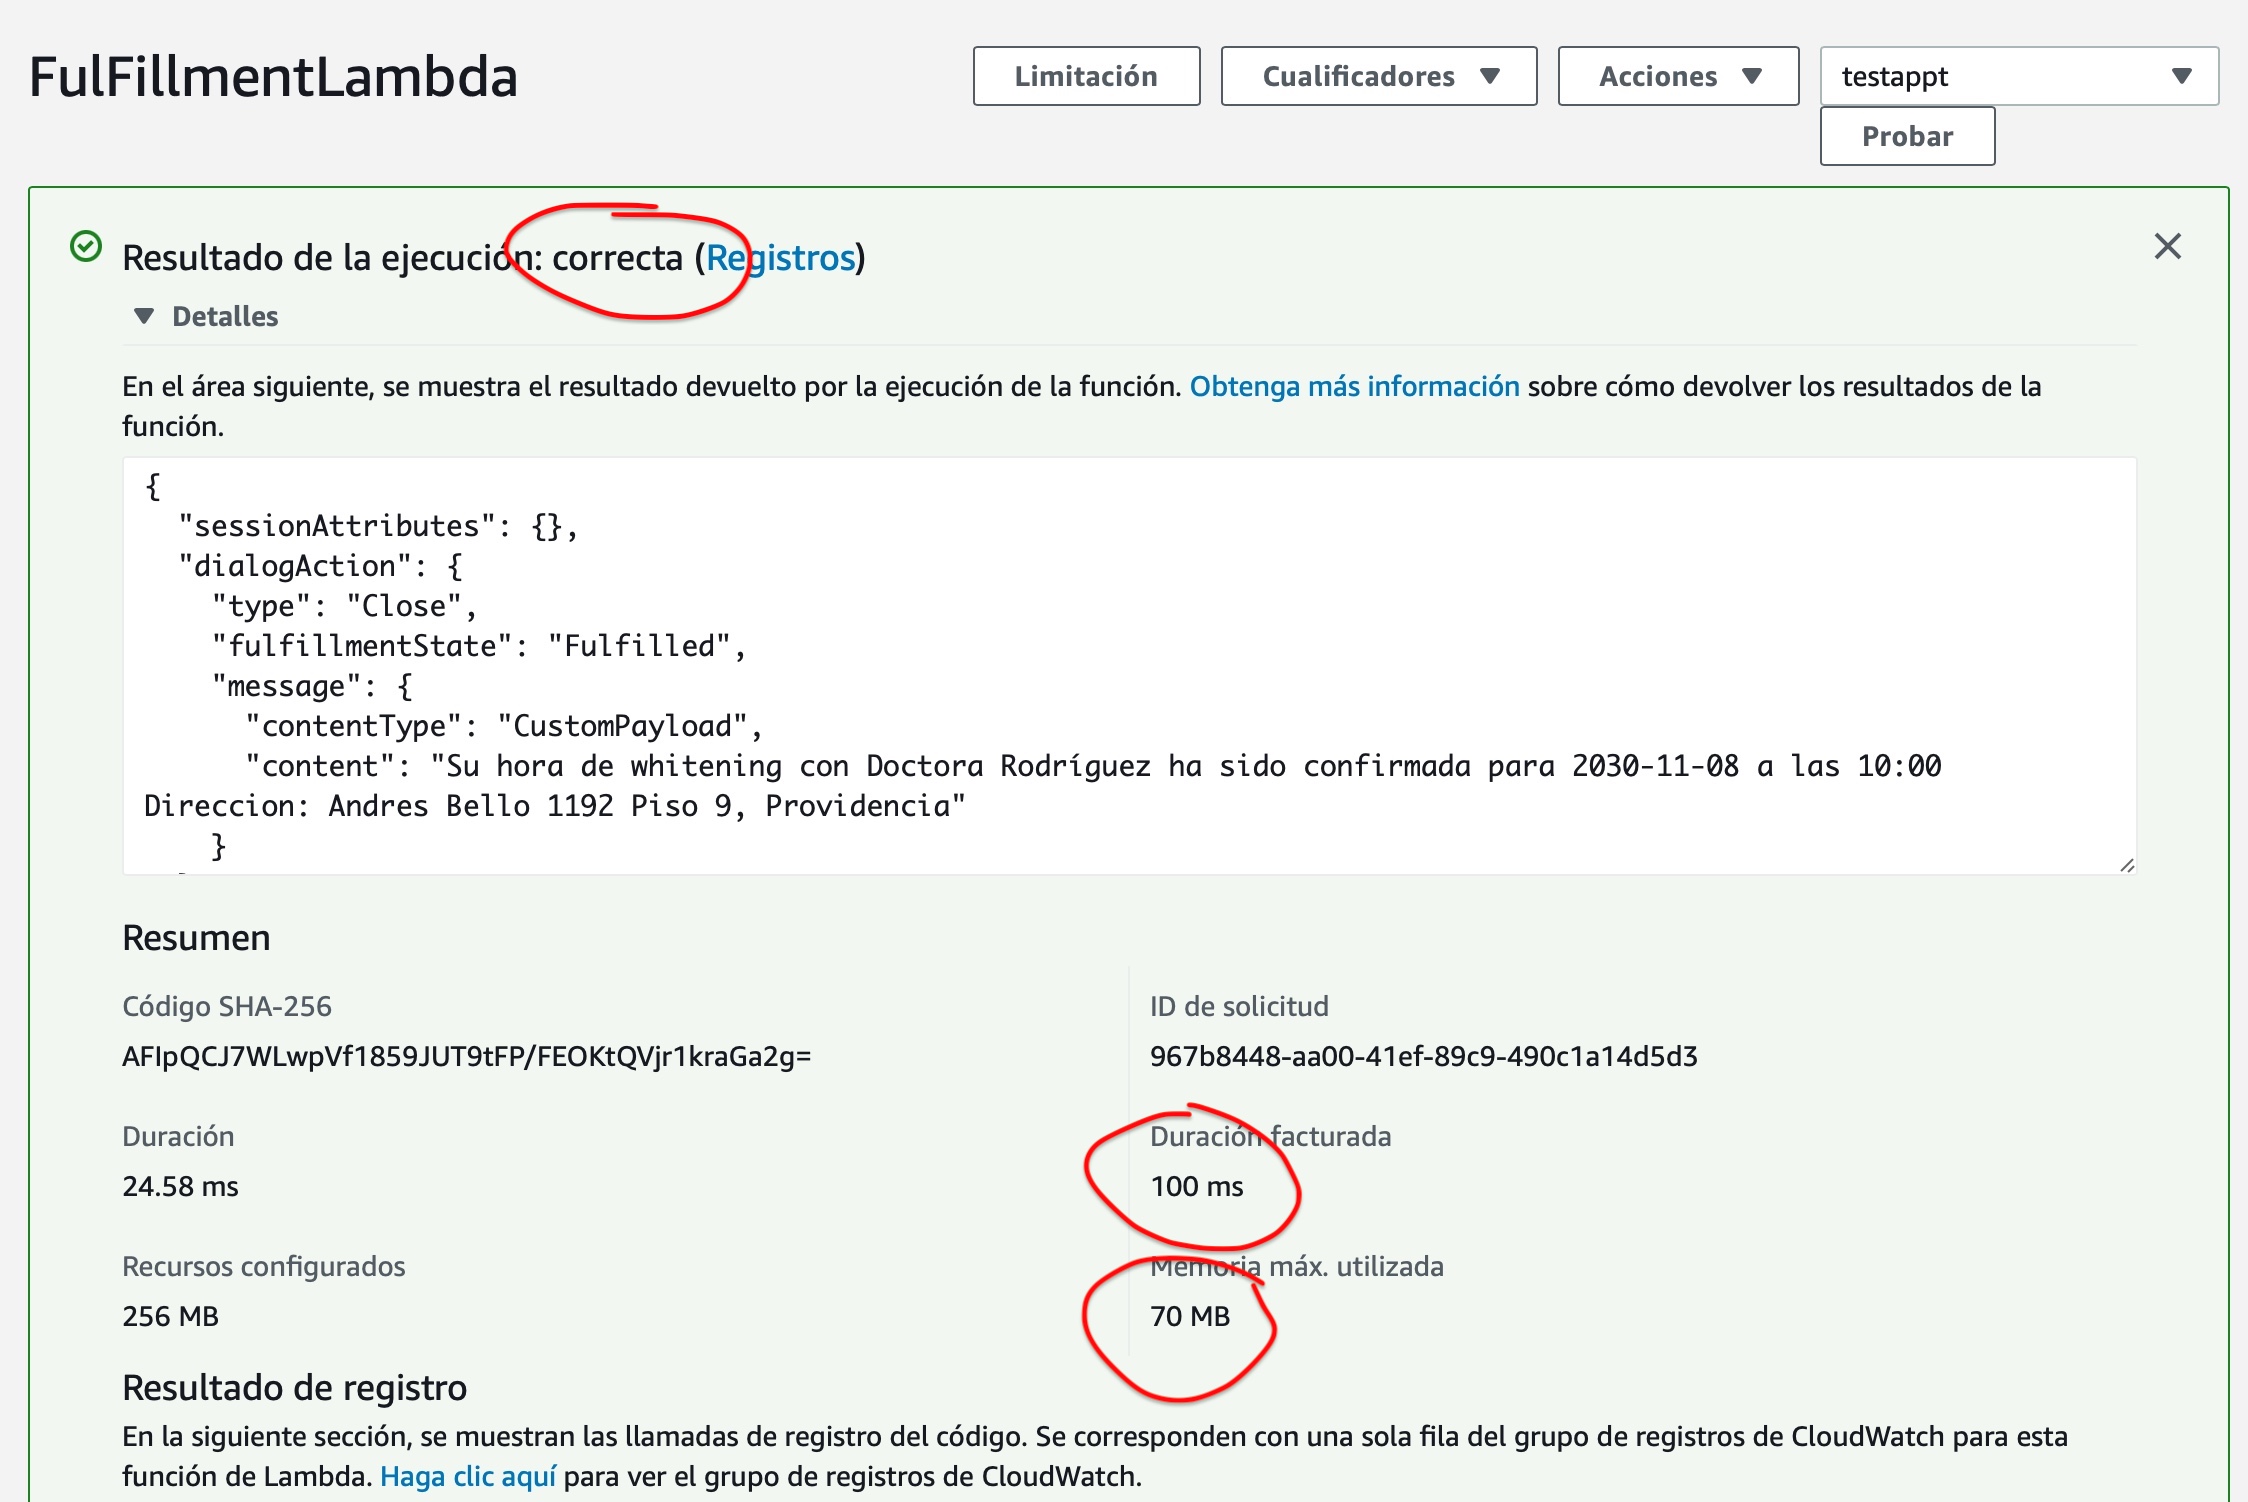 FulFillmentLambda
Limitación
Cualificadores
Acciones
testappt
Probar
Resultado de la ejecución: correcta (Registros)
Detalles
En el área siguiente, se muestra el resultado devuelto por la ejecución de la función. Obtenga más información sobre cómo devolver los resultados de la
función.
{
  "sessionAttributes": {},
  "dialogAction": {
    "type": "Close",
    "fulfillmentState": "Fulfilled",
    "message": {
      "contentType": "CustomPayload",
      "content": "Su hora de whitening con Doctora Rodríguez ha sido confirmada para 2030-11-08 a las 10:00
Direccion: Andres Bello 1192 Piso 9, Providencia"
    }
Resumen
Código SHA-256
AFIpQCJ7WLwpVf1859JUT9tFP/FEOKtQVjr1kraGa2g=
ID de solicitud
967b8448-aa00-41ef-89c9-490c1a14d5d3
Duración
24.58 ms
Duración facturada
100 ms
Recursos configurados
256 MB
Memoria máx. utilizada
70 MB
Resultado de registro
En la siguiente sección, se muestran las llamadas de registro del código. Se corresponden con una sola fila del grupo de registros de CloudWatch para esta
función de Lambda. Haga clic aquí para ver el grupo de registros de CloudWatch.